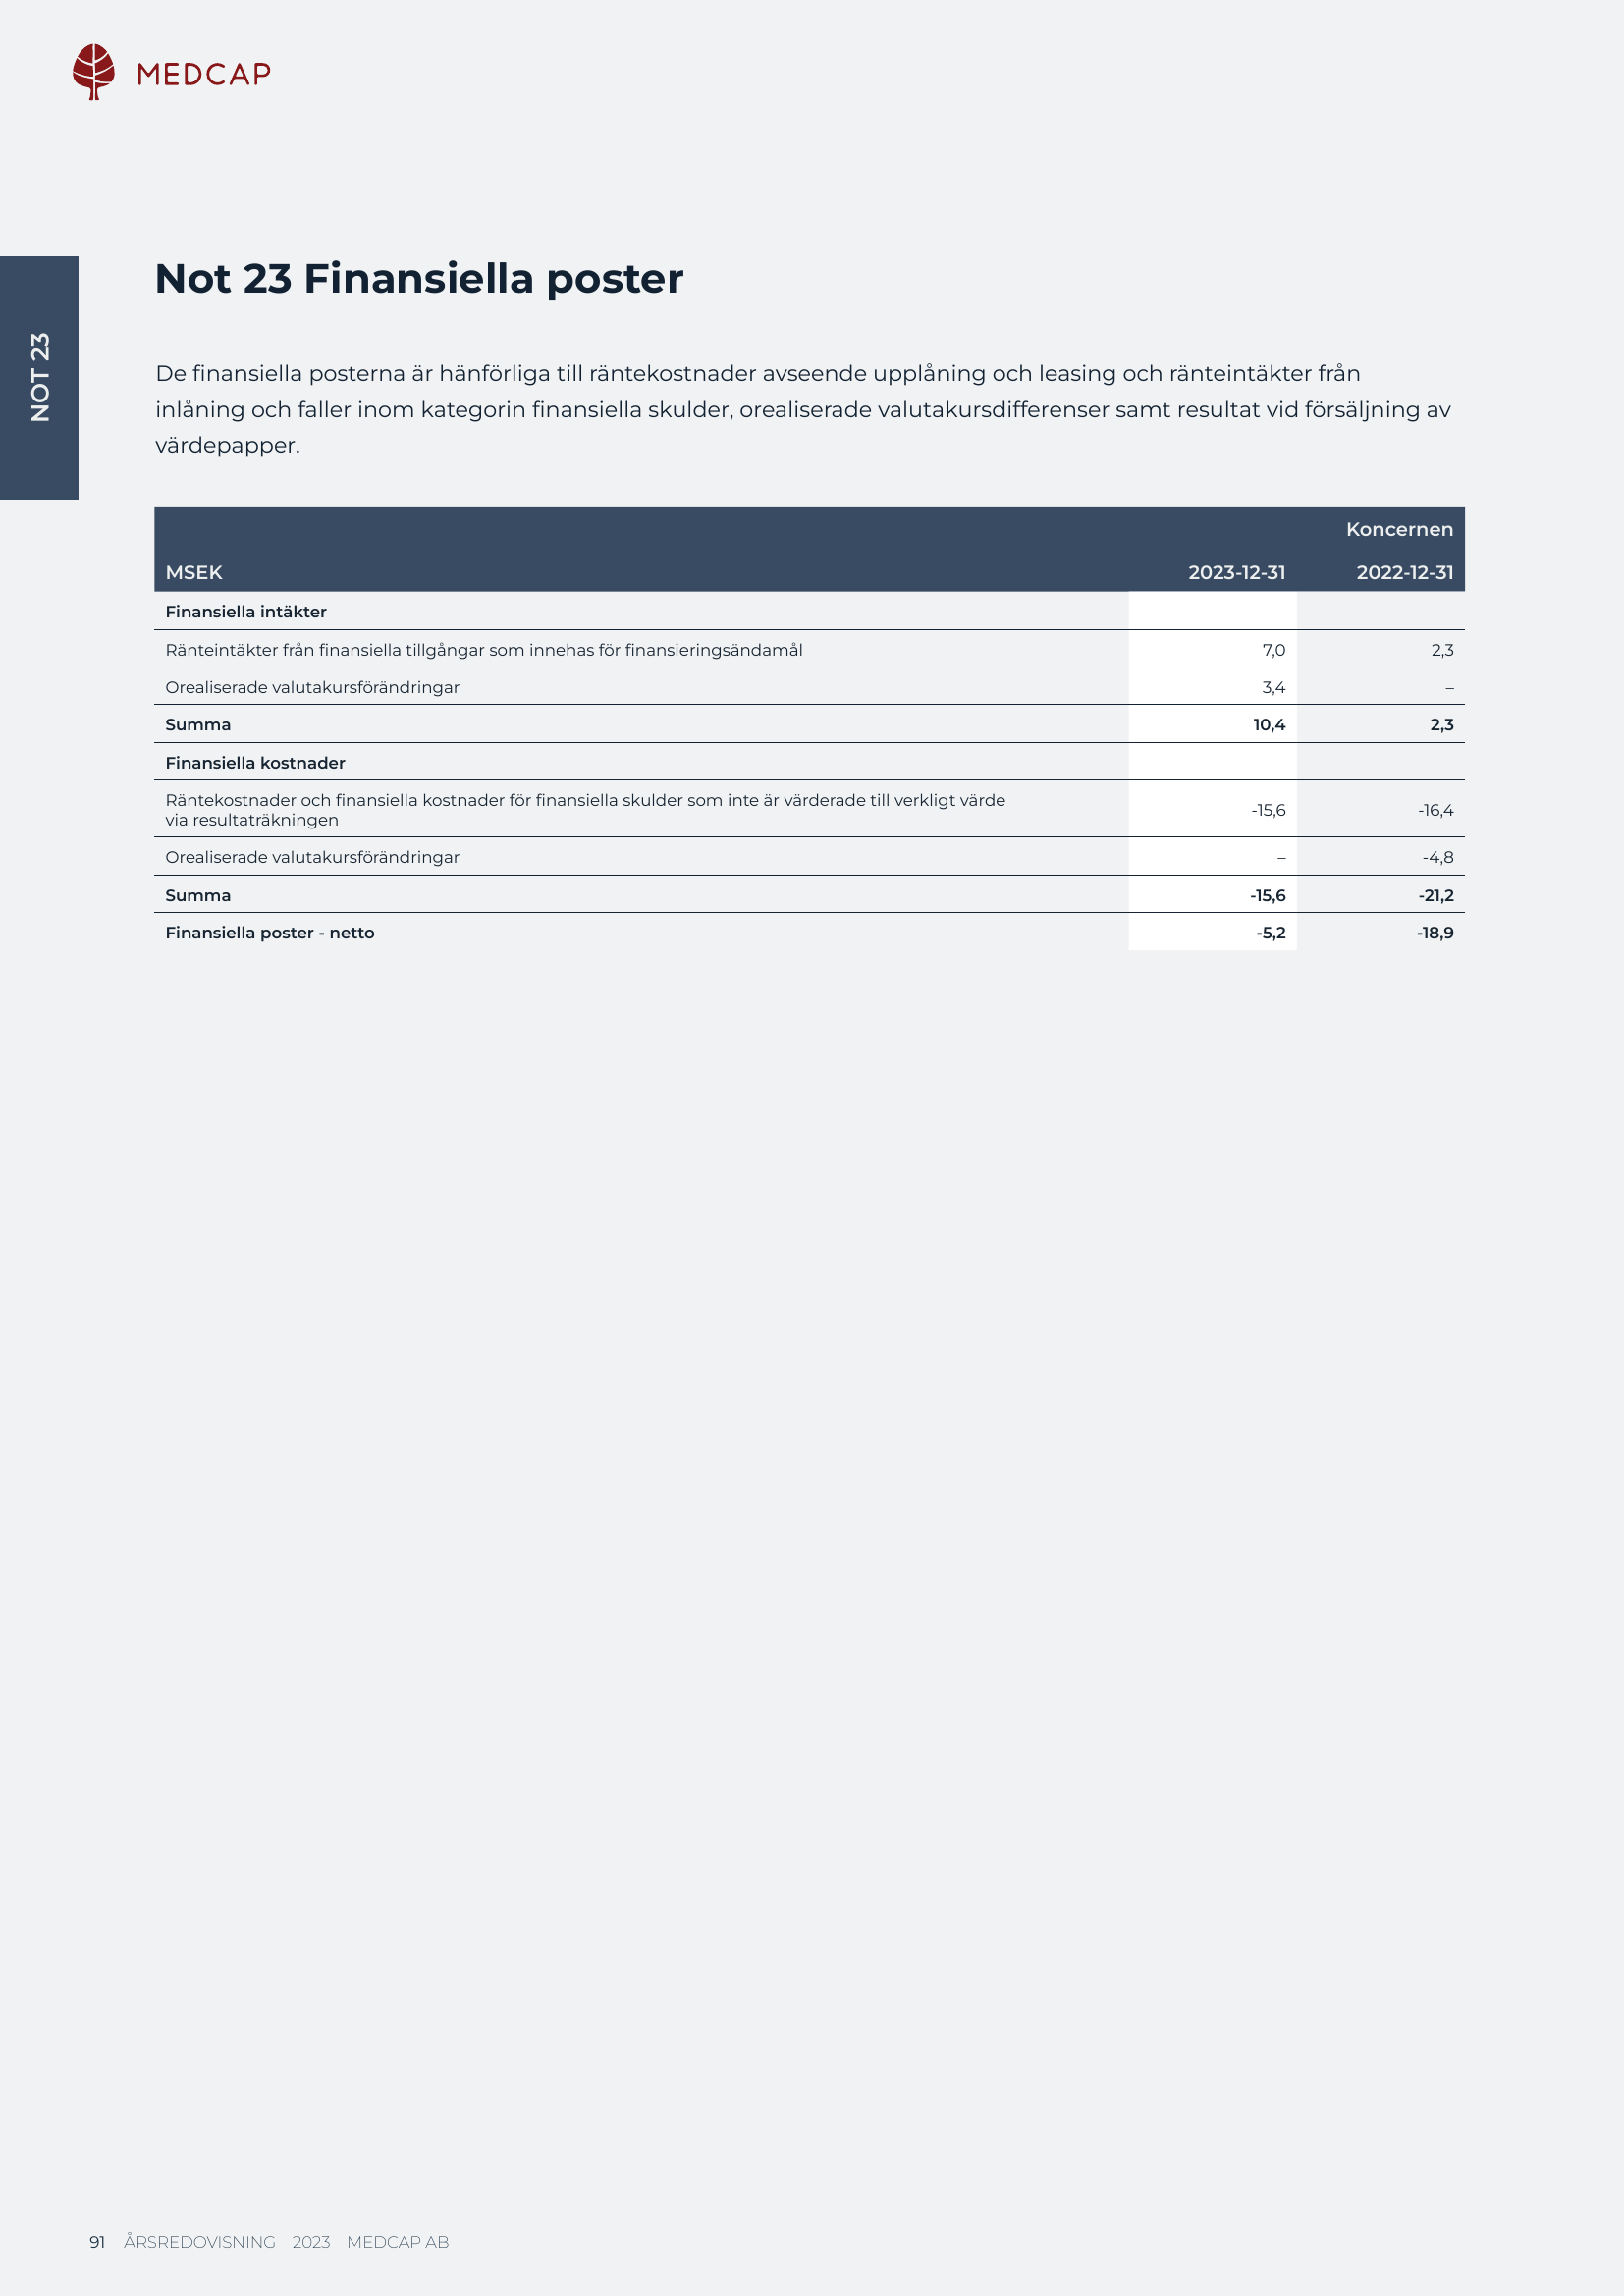 MEDCAP
NOT 23
Not 23 Finansiella poster
De finansiella posterna är hänförliga till räntekostnader avseende upplåning och leasing och ränteintäkter från
inlåning och faller inom kategorin finansiella skulder, orealiserade valutakursdifferenser samt resultat vid försäljning av
värdepapper.
Koncernen
MSEK 2023-12-31 2022-12-31
Finansiella intäkter
Ränteintäkter från finansiella tillgångar som innehas för finansieringsändamål 7,0 2,3
Orealiserade valutakursförändringar 3,4 –
Summa 10,4 2,3
Finansiella kostnader
Räntekostnader och finansiella kostnader för finansiella skulder som inte är värderade till verkligt värde
via resultaträkningen -15,6 -16,4
Orealiserade valutakursförändringar – -4,8
Summa -15,6 -21,2
Finansiella poster - netto -5,2 -18,9
91 ÅRSREDOVISNING 2023 MEDCAP AB